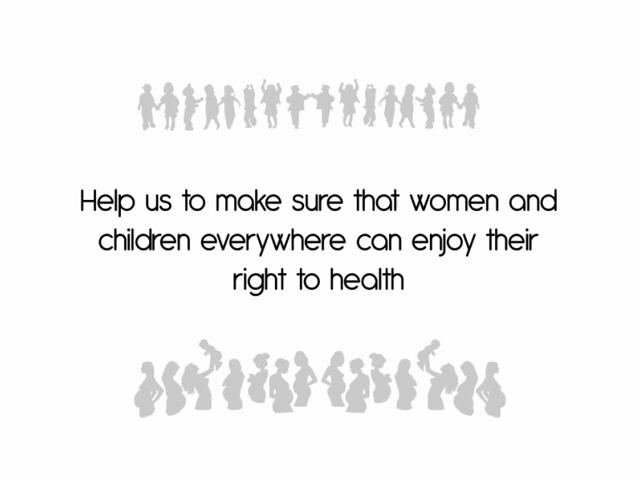 Help us to make sure that women and
children everywhere can enjoy their
right to health